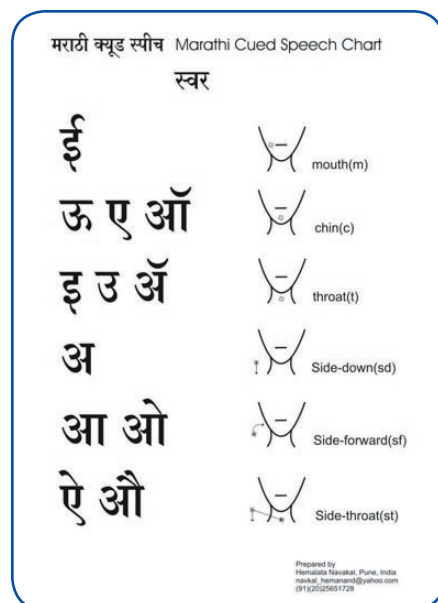 मराठी क्यूड स्पीच Marathi Cued Speech Chart
स्वर
ई mouth(m)
ऊ ए ऑ chin(c)
इ उ ॲ throat(t)
अ Side-down(sd)
आ ओ Side-forward(sf)
ऐ औ Side-throat(st)
Prepared by
Hemalata Navakal, Pune, India
navkal_hemanand@yahoo.com
(91)(20)25651728